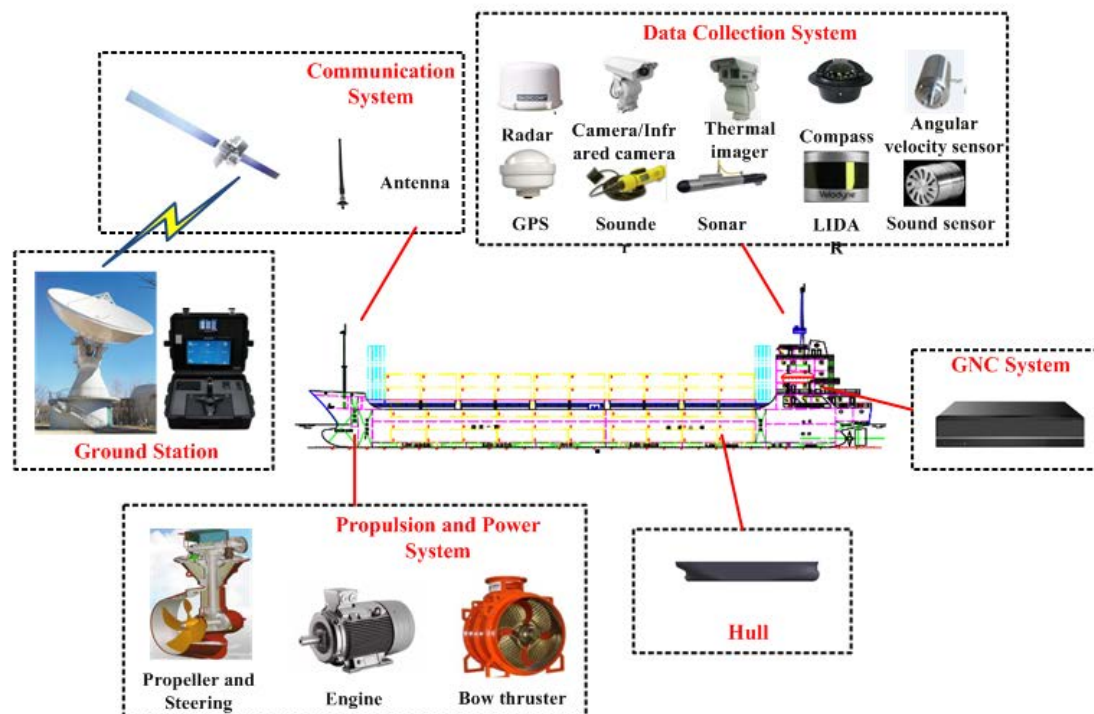 Communication
System
Antenna
Data Collection System
Radar
Camera/Infr
ared camera
Thermal
imager
Compass
Angular
velocity sensor
Velodyne
GPS
Sounde
r
Sonar
LIDA
R
Sound sensor
Ground Station
GNC System
Propulsion and Power
System
Propeller and
Steering
Engine
Bow thruster
Hull